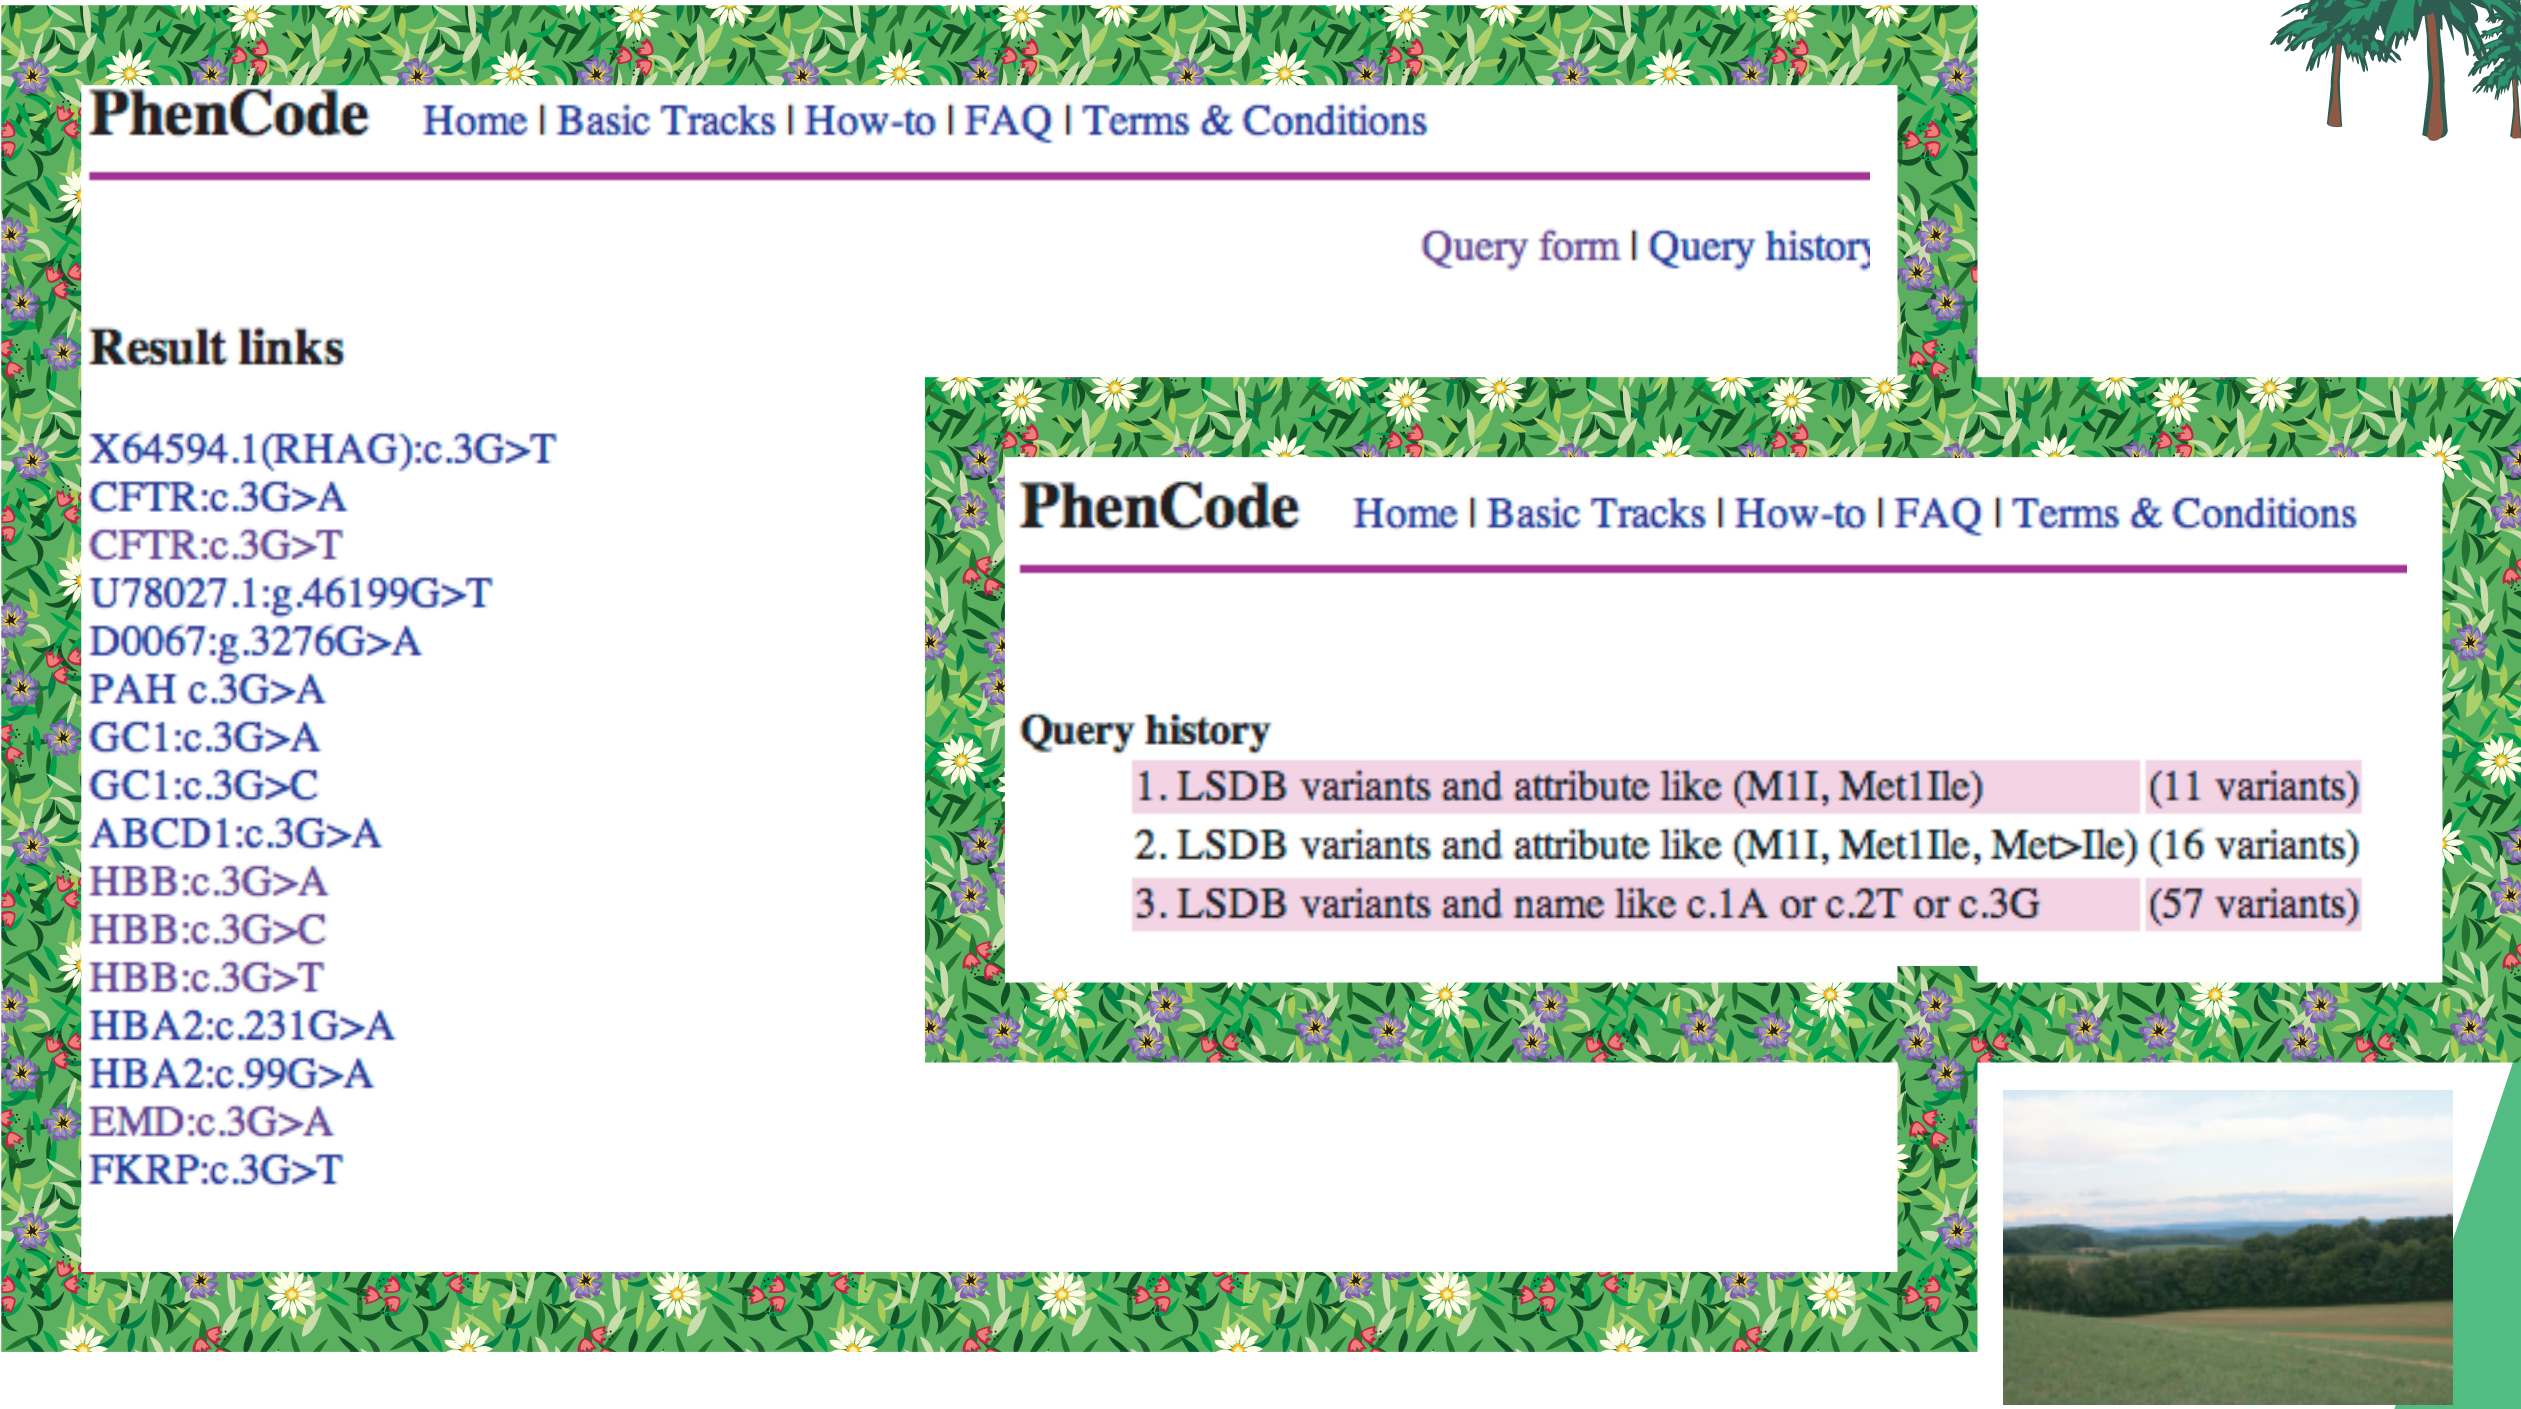 PhenCode Home | Basic Tracks | How-to | FAQ | Terms & Conditions
Query form | Query history
Result links
X64594.1(RHAG):c.3G>T
CFTR:c.3G>A
CFTR:c.3G>T
U78027.1:g.46199G>T
D0067:g.3276G>A
PAH c.3G>A
GC1:c.3G>A
GC1:c.3G>C
ABCD1:c.3G>A
HBB:c.3G>A
HBB:c.3G>C
HBB:c.3G>T
HBA2:c.231G>A
HBA2:c.99G>A
EMD:c.3G>A
FKRP:c.3G>T
PhenCode Home | Basic Tracks | How-to | FAQ | Terms & Conditions
Query history
1. LSDB variants and attribute like (M1I, Met1Ile) (11 variants)
2. LSDB variants and attribute like (M1I, Met1Ile, Met>Ile) (16 variants)
3. LSDB variants and name like c.1A or c.2T or c.3G (57 variants)